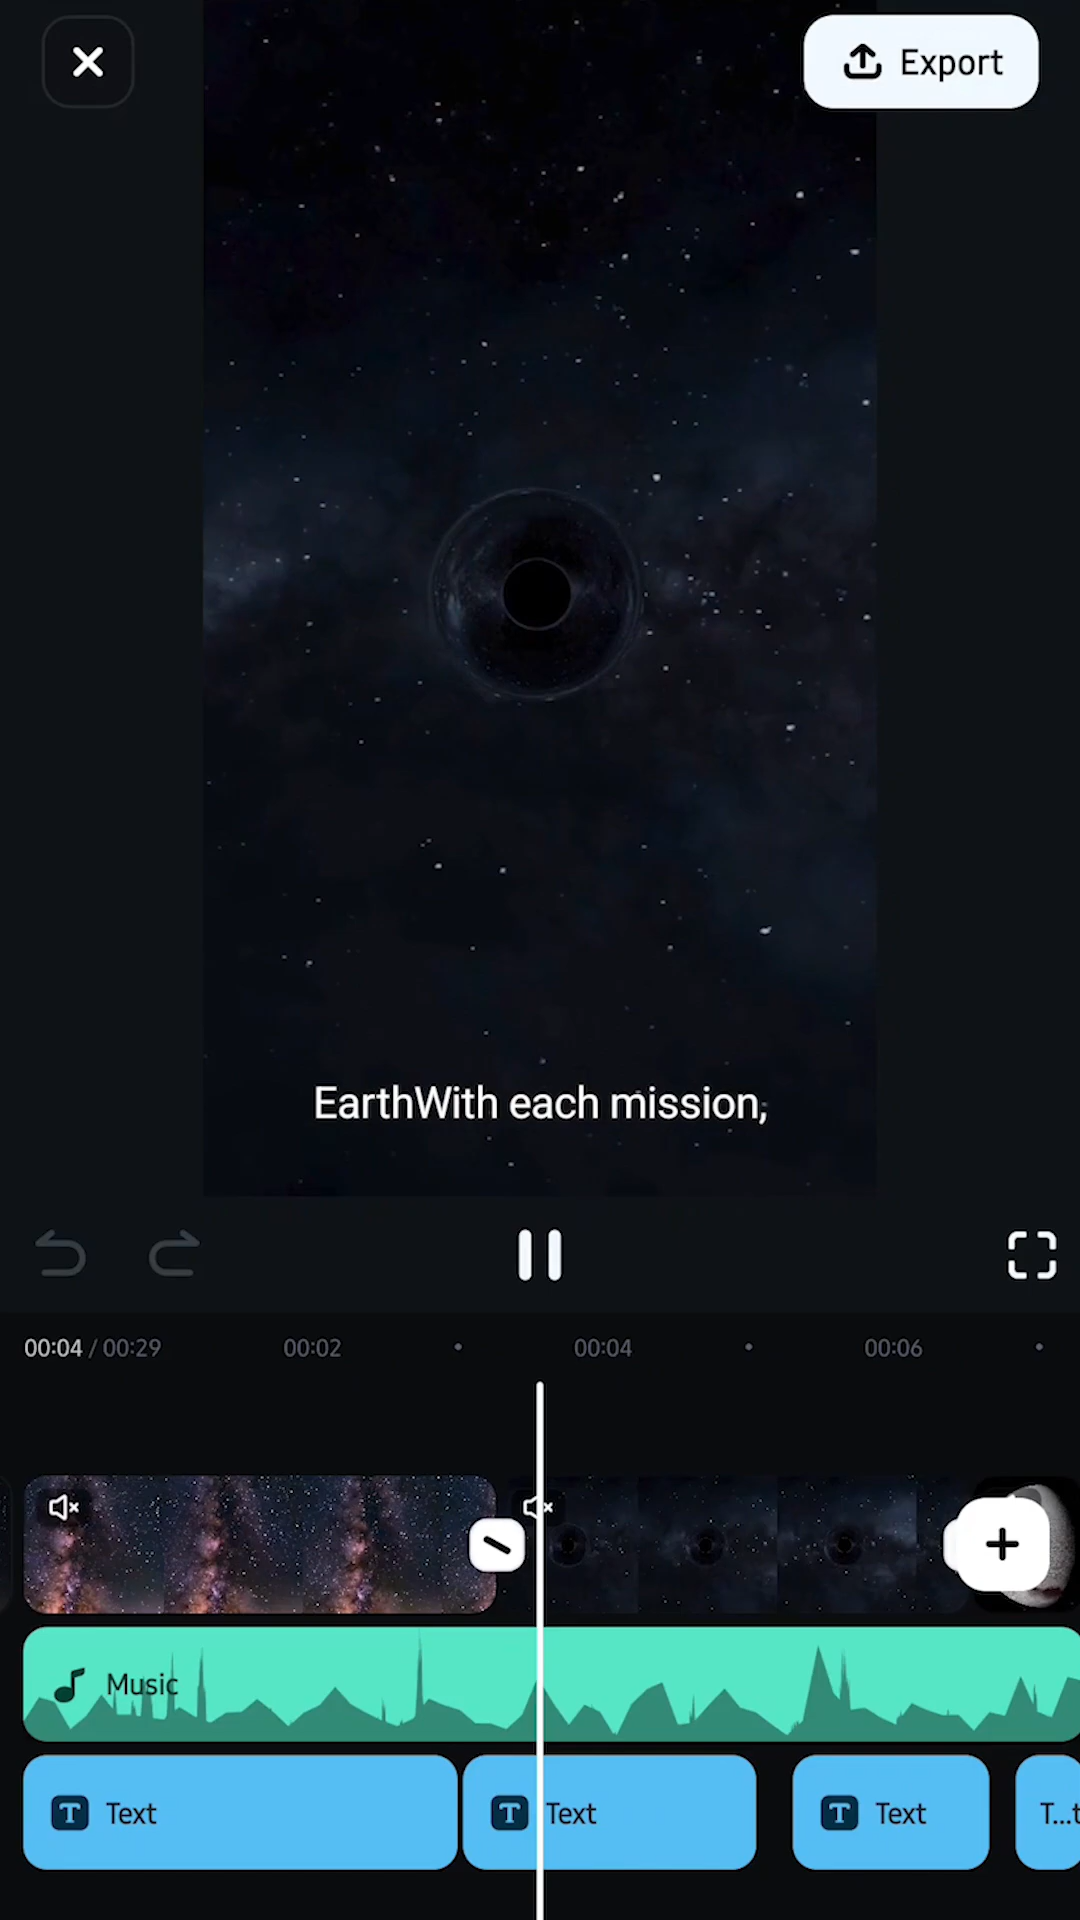 Export
EarthWith each mission,
00:04 / 00:29
00:02
00:04
00:06
Music
Text
Text
Text
T...t